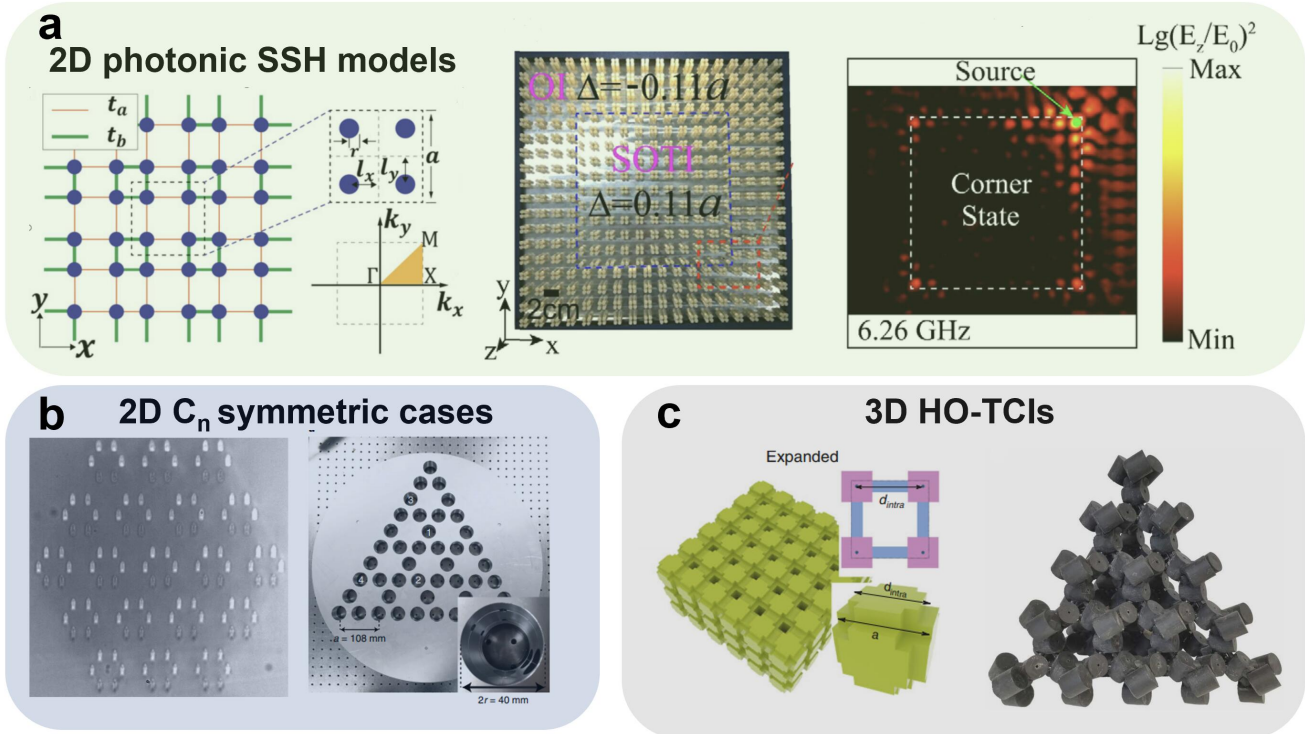 a
2D photonic SSH models
t_a
t_b
r
l_x
l_y
a
k_y
M
Γ
X
k_x
y
x
OI Δ=-0.11a
SOTI
Δ=0.11a
2cm
y
z
x
Lg(E_z/E_0)²
Source
Max
Corner
State
6.26 GHz
Min
b
2D C_n symmetric cases
3
1
4
2
a = 108 mm
2r = 40 mm
c
3D HO-TCIs
Expanded
d_intra
d_intra
a